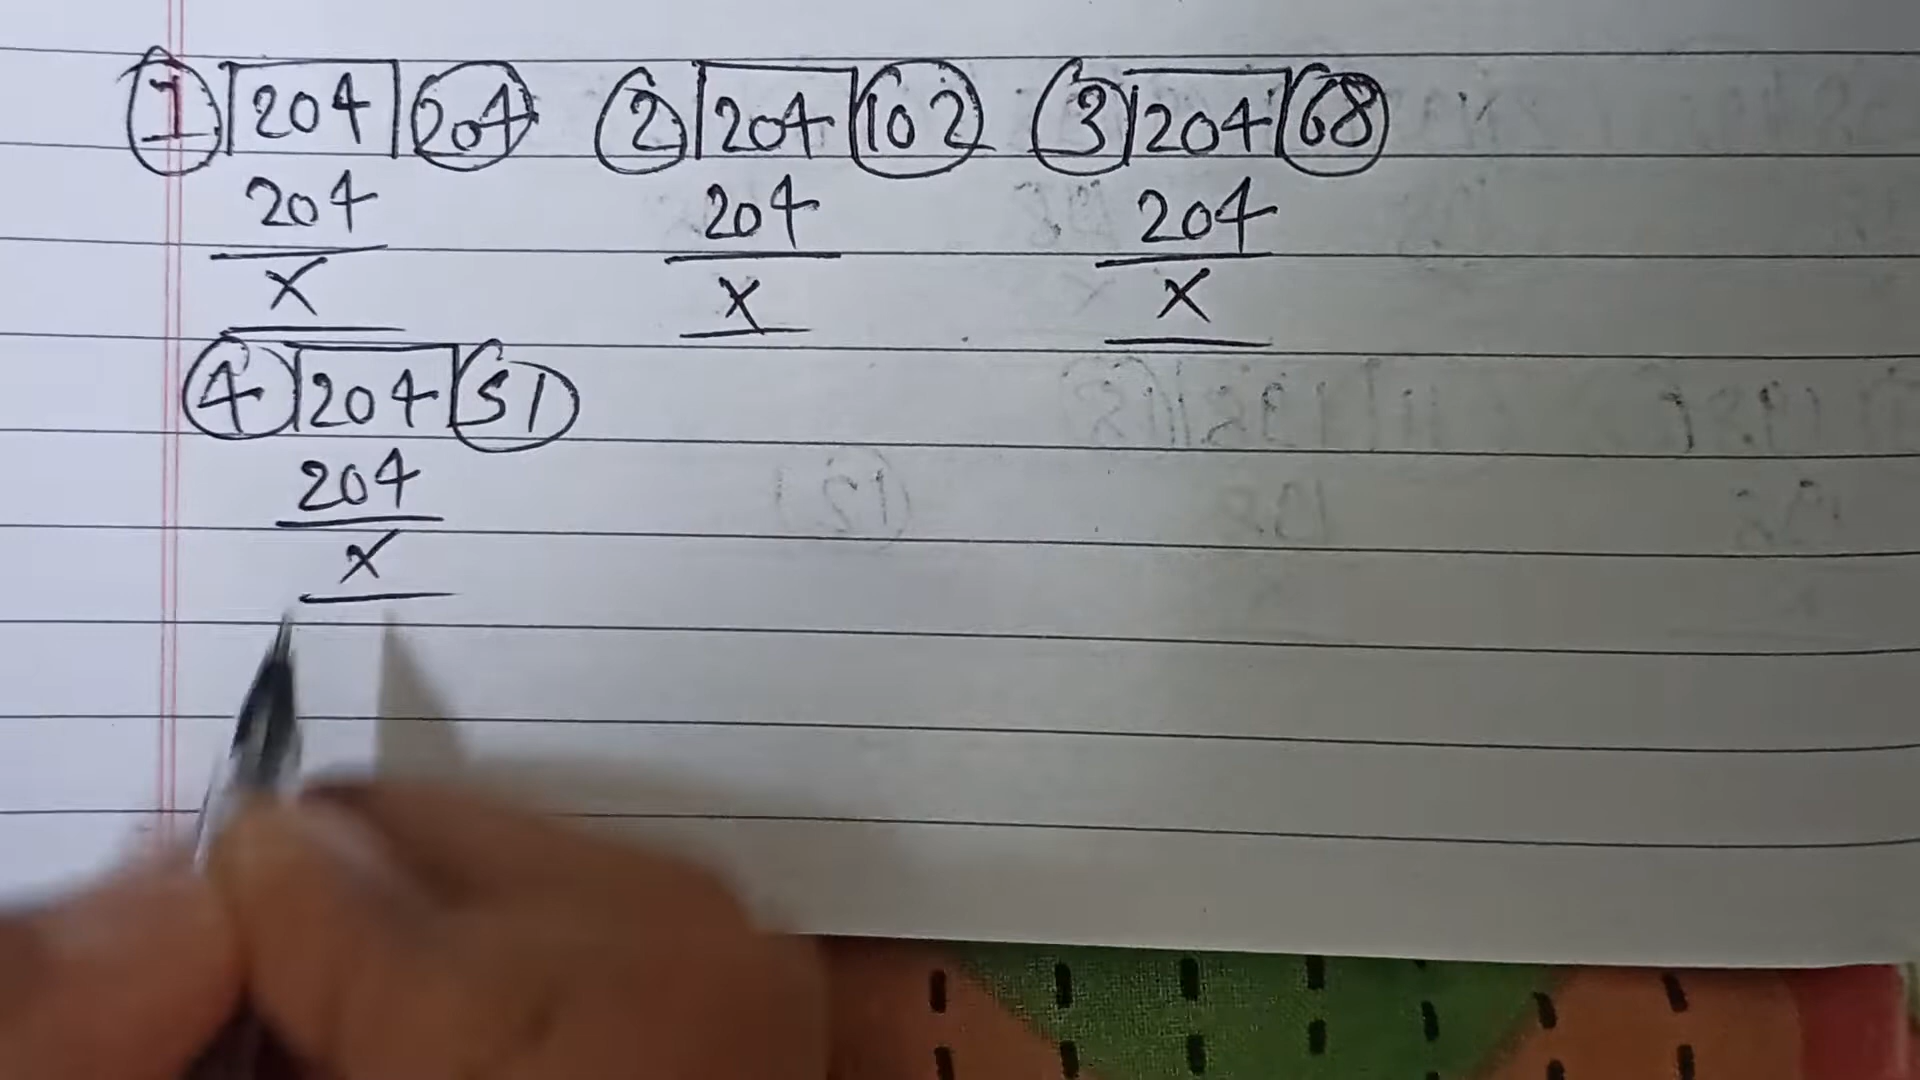 1 204 204 2 204 102 3 204 68
204 204 204
x x x
4 204 51
204
x